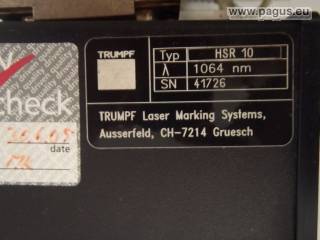 © www.pagus.eu
TRUMPF
Typ HSR 10
λ 1064 nm
SN 41726
check
date
TRUMPF Laser Marking Systems,
Ausserfeld, CH-7214 Gruesch